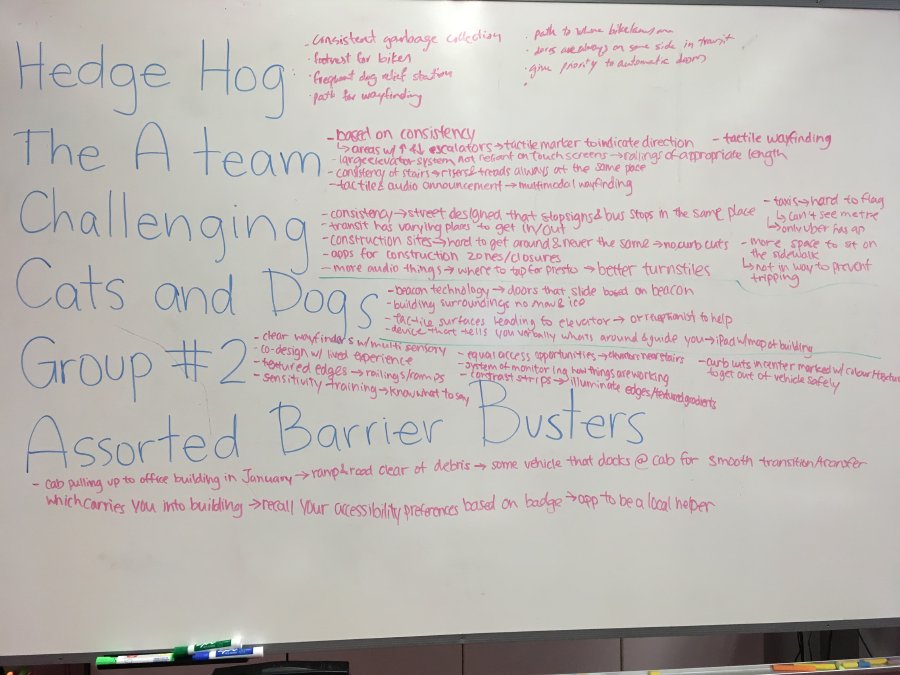 Hedge Hog
- consistent garbage collection
· footrest for bikes
· frequent dog relief stations
· path for wayfinding
· path to where bike lanes are
· doors are always on same side in transit
· give priority to automatic doors
The A team
- based on consistency
↳ areas w/ ↑↓ escalators → tactile marker to indicate direction
- tactile wayfinding
- large elevator system, not reliant on touch screens → railings of appropriate length
- consistency of stairs → risers & treads always at the same pace
- tactile & audio announcement → multimodal wayfinding
Challenging
- consistency → street designed that stop signs & bus stops in the same place
- transit has varying places to get in/out
- construction sites → hard to get around & never the same → no curb cuts
- apps for construction zones/closures
- more audio things → where to tap for presto → better turnstiles
- taxis → hard to flag
↳ can't see metre
↳ only Uber has ap
- more space to sit on
the sidewalk
↳ not in way to prevent
tripping
Cats and Dogs
- beacon technology → doors that slide based on beacon
- building surroundings no snow & ice
- tactile surfaces leading to elevator → or receptionist to help
- device that tells you verbally whats around & guide you → ipad w/ map of building
Group #2
- clear wayfinders w/ multi sensory
- co-design w/ lived experience
- textured edges → railings/ramps
- sensitivity training → know what to say
- equal access opportunities → elevator near stairs
- system of monitoring how things are working
- contrast strips → illuminate edges/textured gradients
- curb cuts in center marked w/ colour & texture
to get out of vehicle safely
Assorted Barrier Busters
- cab pulling up to office building in January → ramp & road clear of debris → some vehicle that docks @ cab for smooth transition/transfer
which carries you into building → recall your accessibility preferences based on badge → app to be a local helper